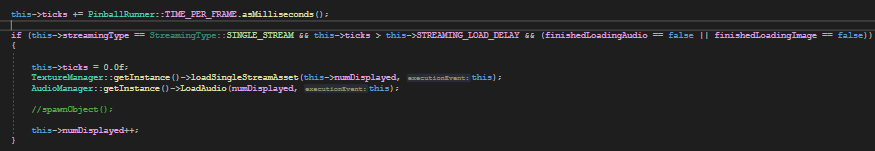 this->ticks += PinballRunner::TIME_PER_FRAME.asMilliseconds();
if (this->streamingType == StreamingType::SINGLE_STREAM && this->ticks > this->STREAMING_LOAD_DELAY && (finishedLoadingAudio == false || finishedLoadingImage == false))
{
this->ticks = 0.0f;
TextureManager::getInstance()->loadSingleStreamAsset(this->numDisplayed, executionEvent: this);
AudioManager::getInstance()->LoadAudio(numDisplayed, executionEvent: this);
//spawnObject();
this->numDisplayed++;
}